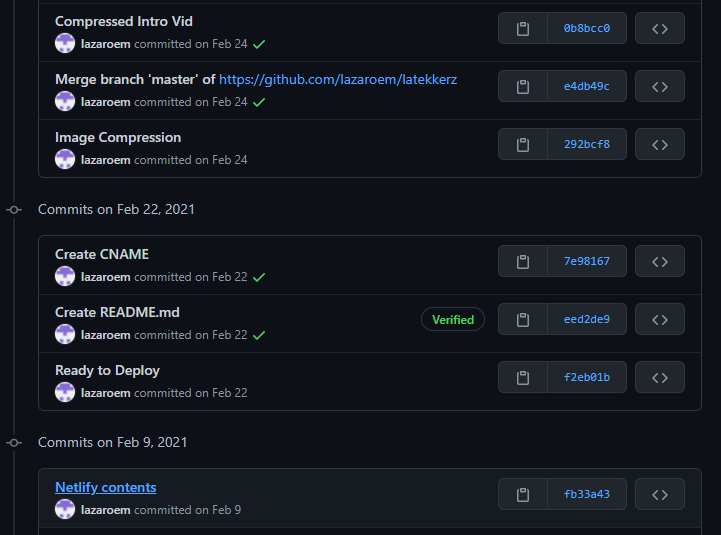 Compressed Intro Vid
lazaroem committed on Feb 24
0b8bcc0
Merge branch 'master' of https://github.com/lazaroem/latekkerz
lazaroem committed on Feb 24
e4db49c
Image Compression
lazaroem committed on Feb 24
292bcf8
Commits on Feb 22, 2021
Create CNAME
lazaroem committed on Feb 22
7e98167
Create README.md
lazaroem committed on Feb 22
Verified
eed2de9
Ready to Deploy
lazaroem committed on Feb 22
f2eb01b
Commits on Feb 9, 2021
Netlify contents
lazaroem committed on Feb 9
fb33a43